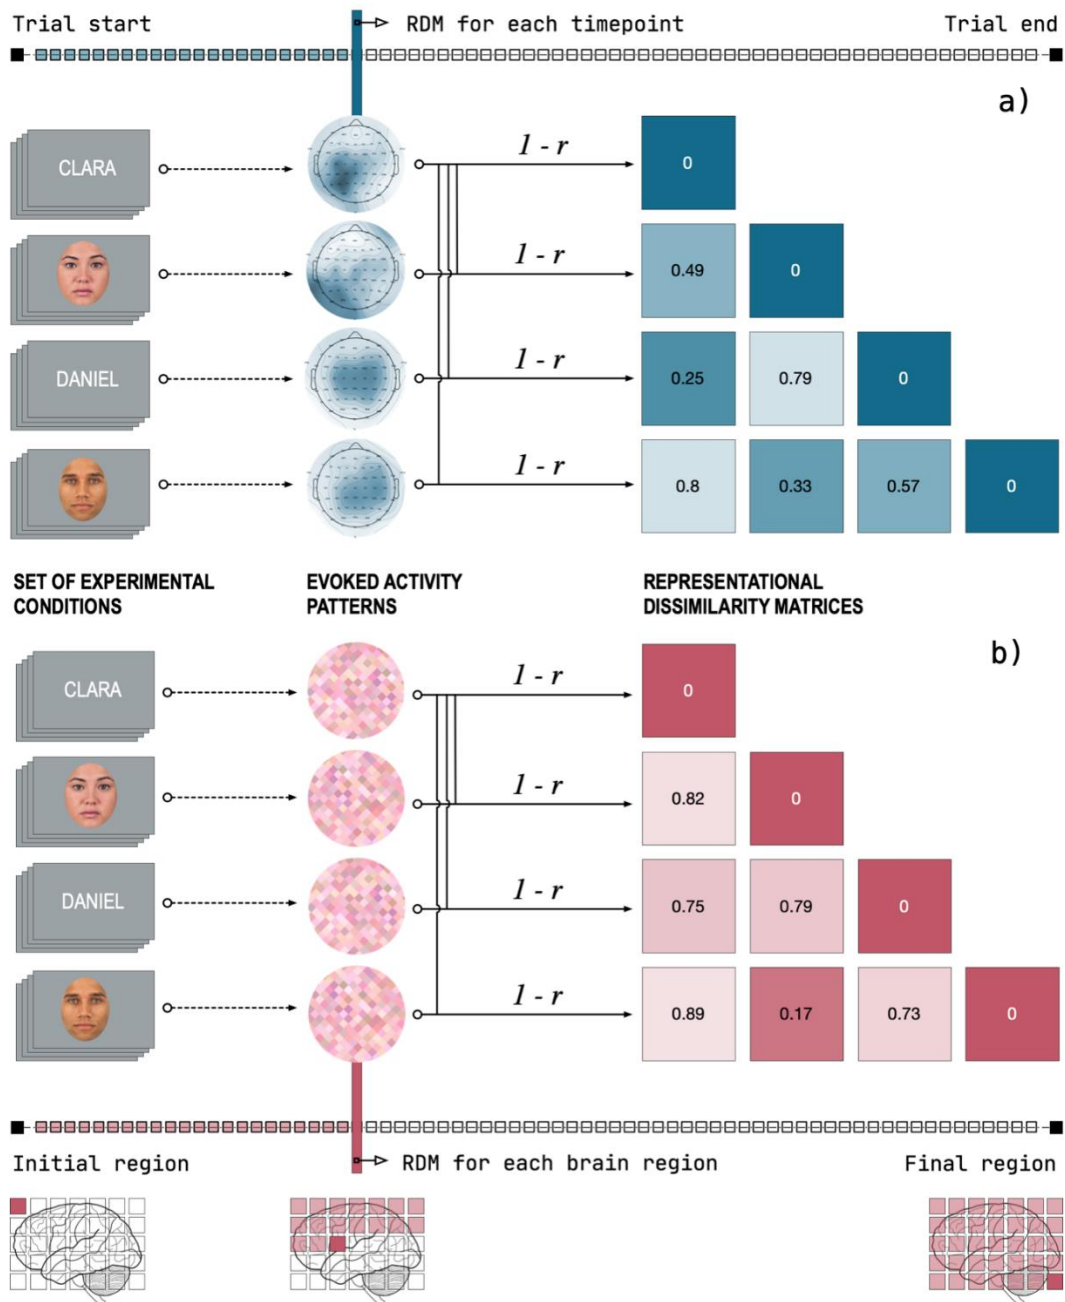 Trial start
RDM for each timepoint
Trial end
a)
CLARA
1 - r
0
1 - r
0.49
0
DANIEL
1 - r
0.25
0.79
0
1 - r
0.8
0.33
0.57
0
SET OF EXPERIMENTAL
CONDITIONS
EVOKED ACTIVITY
PATTERNS
REPRESENTATIONAL
DISSIMILARITY MATRICES
b)
CLARA
1 - r
0
1 - r
0.82
0
DANIEL
1 - r
0.75
0.79
0
1 - r
0.89
0.17
0.73
0
Initial region
RDM for each brain region
Final region